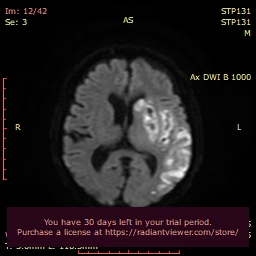 Im: 12/42
Se: 3
AS
STP131
STP131
M
Ax DWI B 1000
R
L
You have 30 days left in your trial period.
Purchase a license at https://radiantviewer.com/store/